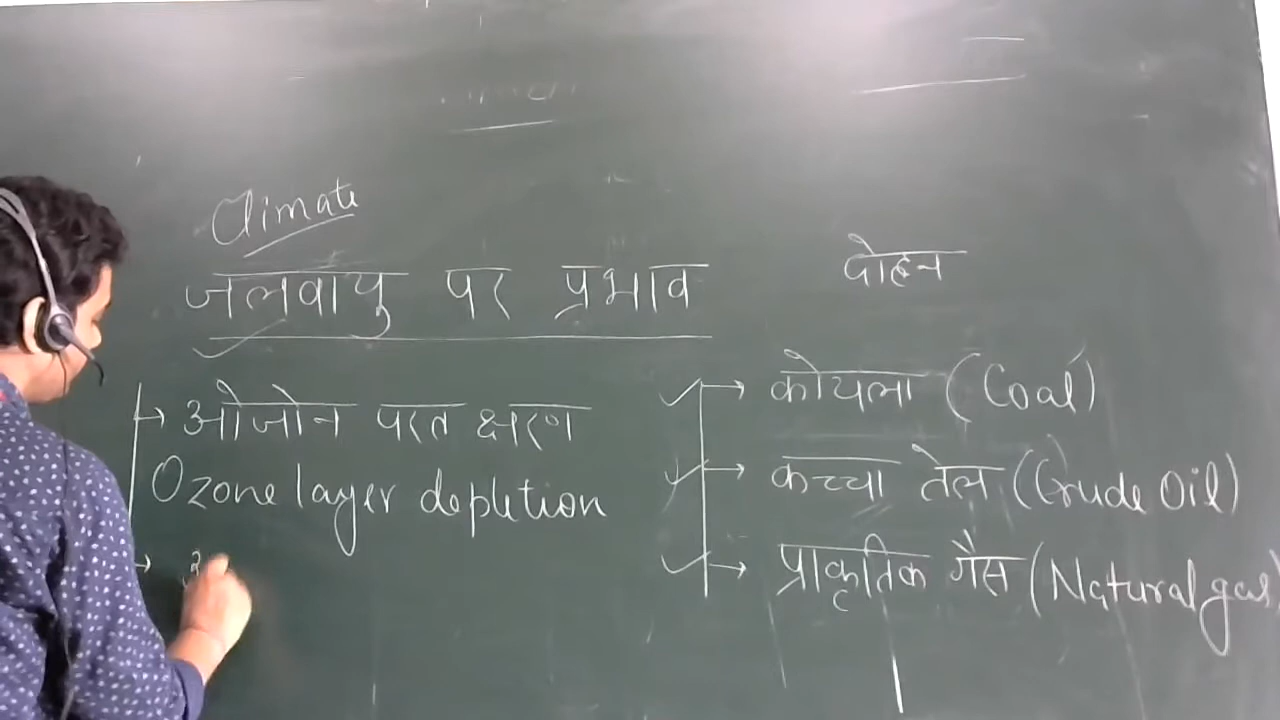 Climate
जलवायु पर प्रभाव
ओजोन परत क्षरण
Ozone layer depletion
दोहन
कोयला (Coal)
कच्चा तेल (Crude Oil)
प्राकृतिक गैस (Natural gas)